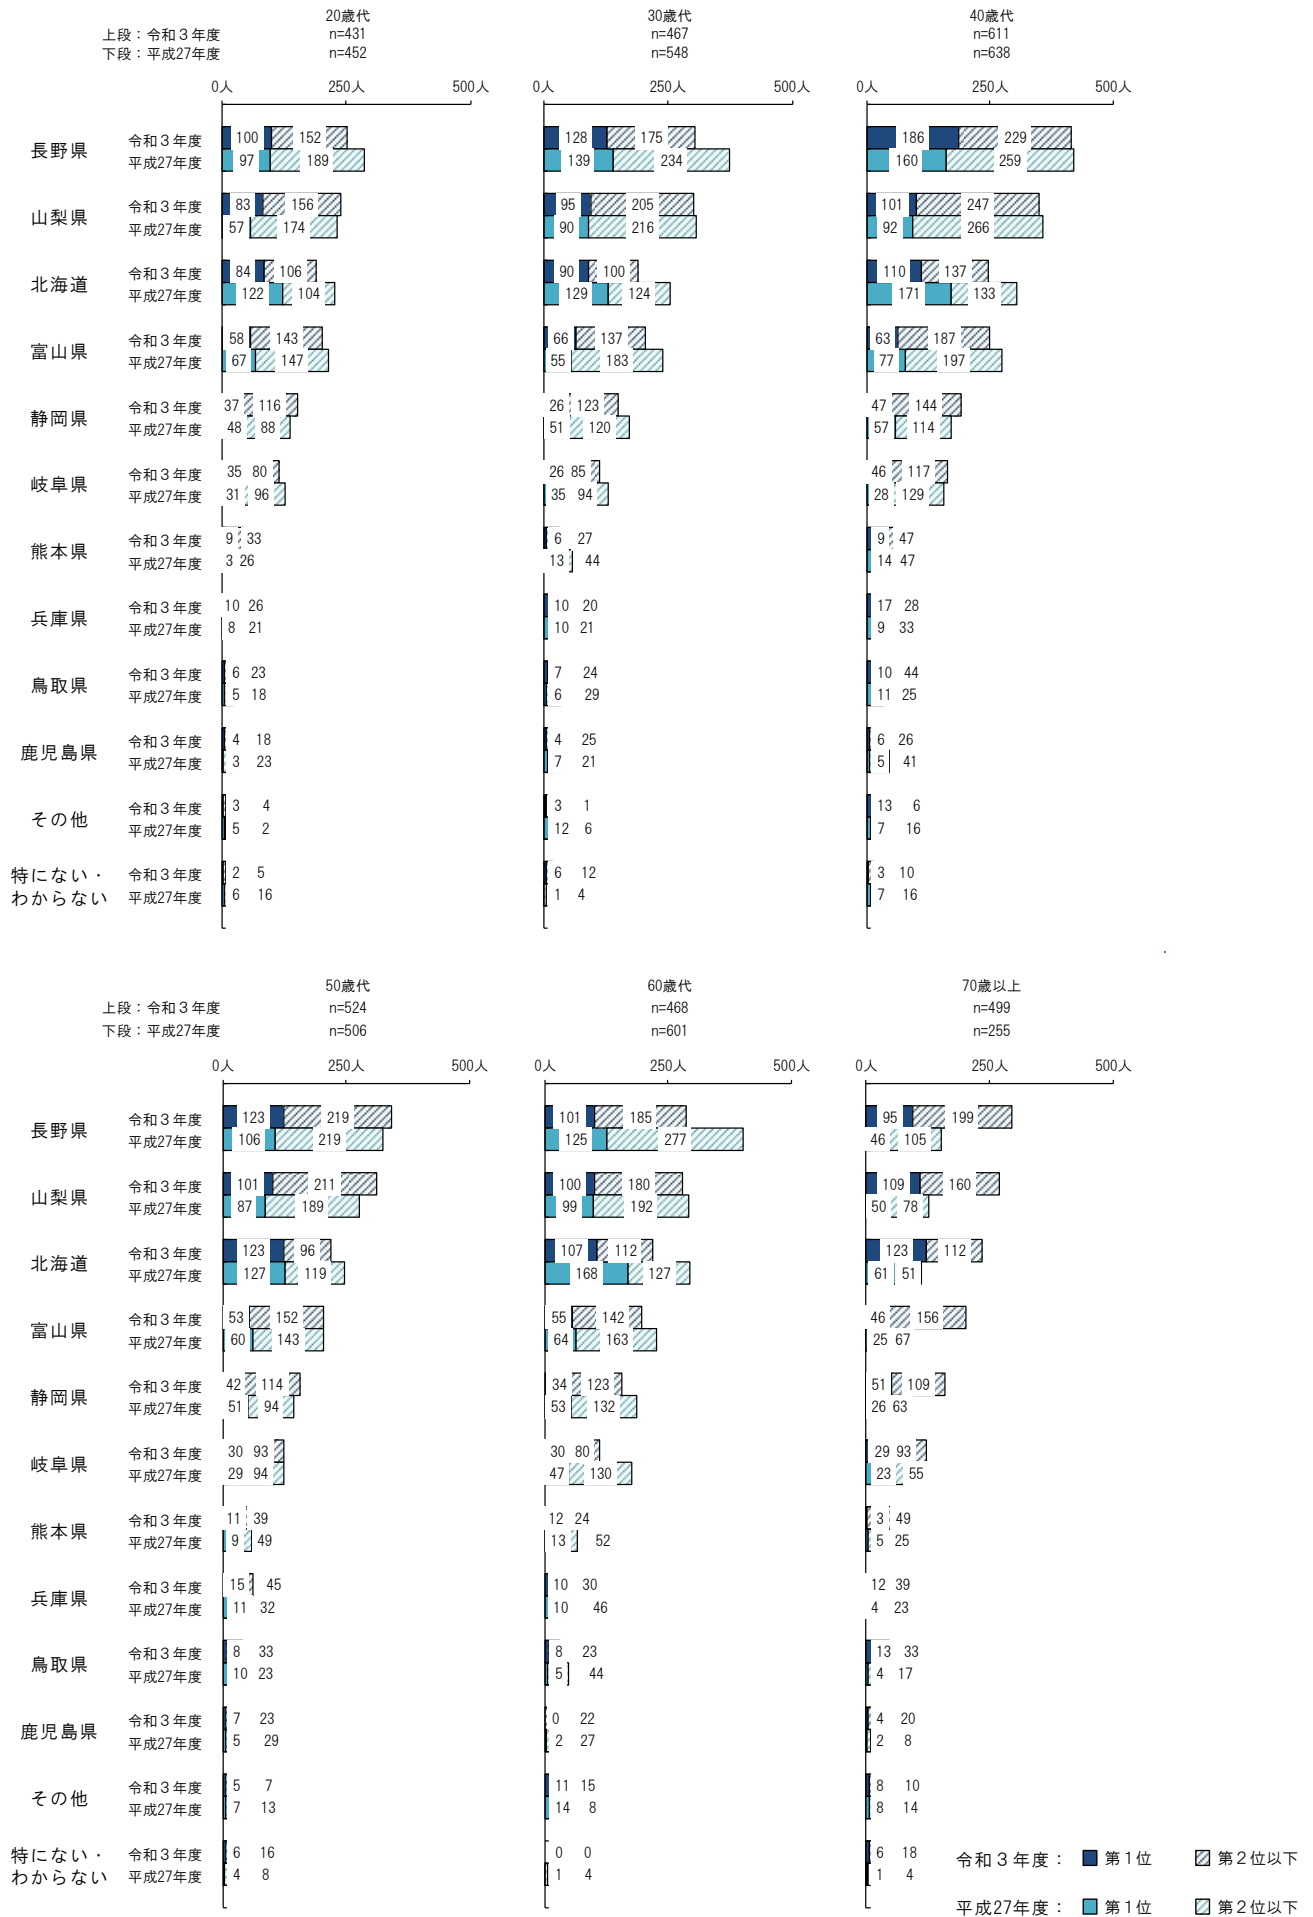 20歳代 30歳代 40歳代
上段：令和３年度 n=431 n=467 n=611
下段：平成27年度 n=452 n=548 n=638
0人 250人 500人 0人 250人 500人 0人 250人 500人
長野県 令和３年度 100 152 128 175 186 229
平成27年度 97 189 139 234 160 259
山梨県 令和３年度 83 156 95 205 101 247
平成27年度 57 174 90 216 92 266
北海道 令和３年度 84 106 90 100 110 137
平成27年度 122 104 129 124 171 133
富山県 令和３年度 58 143 66 137 63 187
平成27年度 67 147 55 183 77 197
静岡県 令和３年度 37 116 26 123 47 144
平成27年度 48 88 51 120 57 114
岐阜県 令和３年度 35 80 26 85 46 117
平成27年度 31 96 35 94 28 129
熊本県 令和３年度 9 33 6 27 9 47
平成27年度 3 26 13 44 14 47
兵庫県 令和３年度 10 26 10 20 17 28
平成27年度 8 21 10 21 9 33
鳥取県 令和３年度 6 23 7 24 10 44
平成27年度 5 18 6 29 11 25
鹿児島県 令和３年度 4 18 4 25 6 26
平成27年度 3 23 7 21 5 41
その他 令和３年度 3 4 3 1 13 6
平成27年度 5 2 12 6 7 16
特にない・ 令和３年度 2 5 6 12 3 10
わからない 平成27年度 6 16 1 4 7 16
50歳代 60歳代 70歳以上
上段：令和３年度 n=524 n=468 n=499
下段：平成27年度 n=506 n=601 n=255
0人 250人 500人 0人 250人 500人 0人 250人 500人
長野県 令和３年度 123 219 101 185 95 199
平成27年度 106 219 125 277 46 105
山梨県 令和３年度 101 211 100 180 109 160
平成27年度 87 189 99 192 50 78
北海道 令和３年度 123 96 107 112 123 112
平成27年度 127 119 168 127 61 51
富山県 令和３年度 53 152 55 142 46 156
平成27年度 60 143 64 163 25 67
静岡県 令和３年度 42 114 34 123 51 109
平成27年度 51 94 53 132 26 63
岐阜県 令和３年度 30 93 30 80 29 93
平成27年度 29 94 47 130 23 55
熊本県 令和３年度 11 39 12 24 3 49
平成27年度 9 49 13 52 5 25
兵庫県 令和３年度 15 45 10 30 12 39
平成27年度 11 32 10 46 4 23
鳥取県 令和３年度 8 33 8 23 13 33
平成27年度 10 23 5 44 4 17
鹿児島県 令和３年度 7 23 0 22 4 20
平成27年度 5 29 2 27 2 8
その他 令和３年度 5 7 11 15 8 10
平成27年度 7 13 14 8 8 14
特にない・ 令和３年度 6 16 0 0 6 18
わからない 平成27年度 4 8 1 4 1 4
令和３年度： 第１位 第２位以下
平成27年度： 第１位 第２位以下